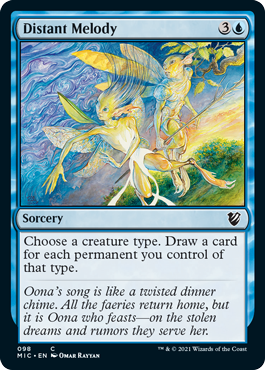 Distant Melody 3
Sorcery
Choose a creature type. Draw a card
for each permanent you control of
that type.
Oona's song is like a twisted dinner
chime. All the faeries return home, but
it is Oona who feasts—on the stolen
dreams and rumors they serve her.
098 C
MIC • EN OMAR RAYYAN
™ & © 2021 Wizards of the Coast